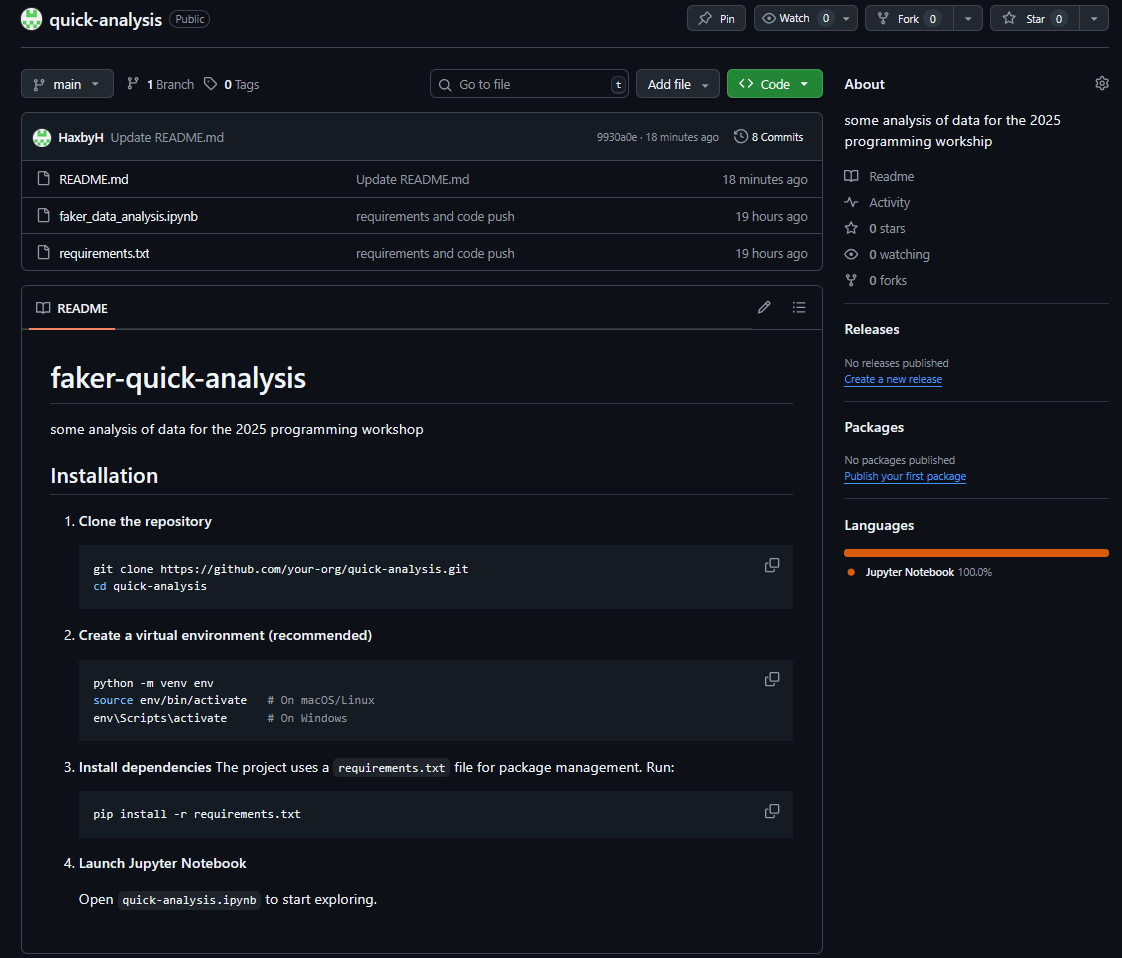 quick-analysis Public
Pin
Watch 0
Fork 0
Star 0
main
1 Branch
0 Tags
Go to file t
Add file
Code
HaxbyH Update README.md 9930a0e · 18 minutes ago 8 Commits
README.md Update README.md 18 minutes ago
faker_data_analysis.ipynb requirements and code push 19 hours ago
requirements.txt requirements and code push 19 hours ago
README
faker-quick-analysis
some analysis of data for the 2025 programming workshop
Installation
1. Clone the repository
git clone https://github.com/your-org/quick-analysis.git
cd quick-analysis
2. Create a virtual environment (recommended)
python -m venv env
source env/bin/activate # On macOS/Linux
env\Scripts\activate # On Windows
3. Install dependencies The project uses a requirements.txt file for package management. Run:
pip install -r requirements.txt
4. Launch Jupyter Notebook
Open quick-analysis.ipynb to start exploring.
About
some analysis of data for the 2025
programming workship
Readme
Activity
0 stars
0 watching
0 forks
Releases
No releases published
Create a new release
Packages
No packages published
Publish your first package
Languages
Jupyter Notebook 100.0%